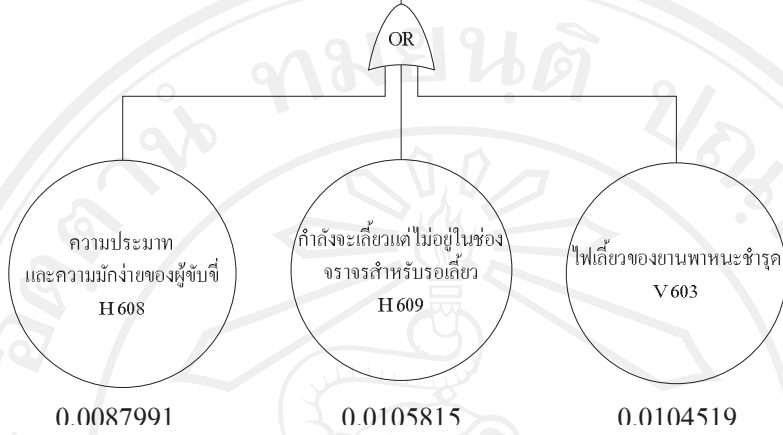 OR
ความประมาท
และความมักง่ายของผู้ขับขี่
H608
กำลังจะเลี้ยวแต่ไม่อยู่ในช่อง
จราจรสำหรับรอเลี้ยว
H609
ไฟเลี้ยวของยานพาหนะชำรุด
V603
0.0087991
0.0105815
0.0104519